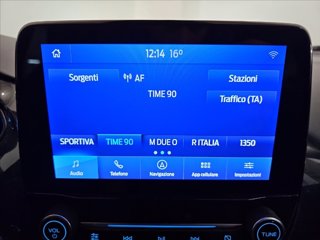 12:14 16°
Sorgenti AF Stazioni
TIME 90
Traffico (TA)
SPORTIVA TIME 90 M DUE O R ITALIA 1350
Audio Telefono Navigazione App cellulare Impostazioni
VOL TUNE